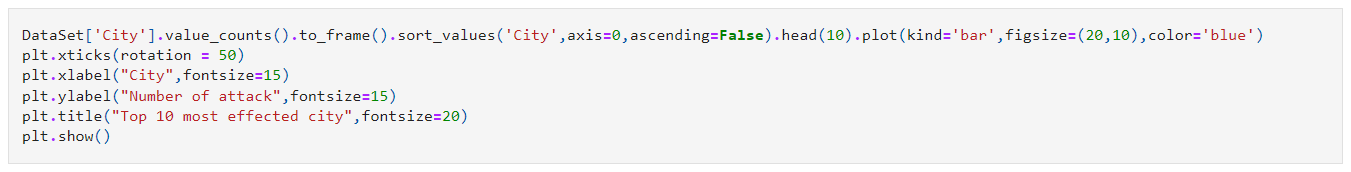 DataSet['City'].value_counts().to_frame().sort_values('City',axis=0,ascending=False).head(10).plot(kind='bar',figsize=(20,10),color='blue')
plt.xticks(rotation = 50)
plt.xlabel("City",fontsize=15)
plt.ylabel("Number of attack",fontsize=15)
plt.title("Top 10 most effected city",fontsize=20)
plt.show()